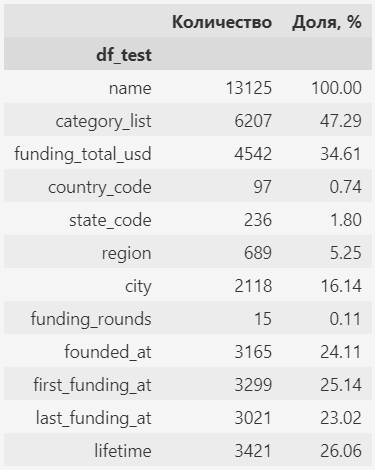 Количество Доля, %
df_test
name 13125 100.00
category_list 6207 47.29
funding_total_usd 4542 34.61
country_code 97 0.74
state_code 236 1.80
region 689 5.25
city 2118 16.14
funding_rounds 15 0.11
founded_at 3165 24.11
first_funding_at 3299 25.14
last_funding_at 3021 23.02
lifetime 3421 26.06